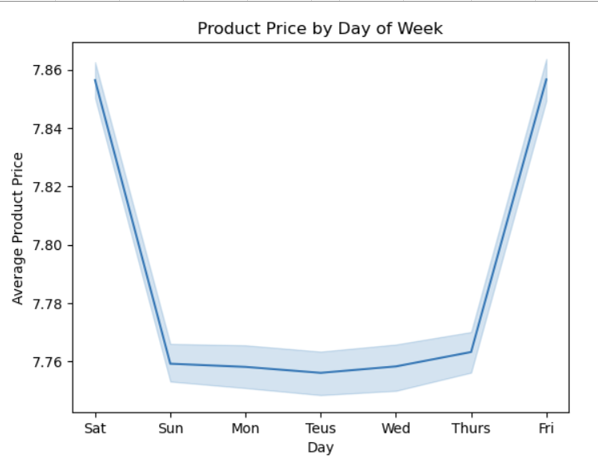 Product Price by Day of Week
7.86
7.84
7.82
7.80
7.78
7.76
Average Product Price
Sat Sun Mon Teus Wed Thurs Fri
Day